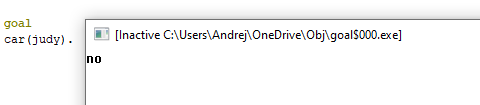 goal
car(judy).
[Inactive C:\Users\Andrej\OneDrive\Obj\goal$000.exe]
no